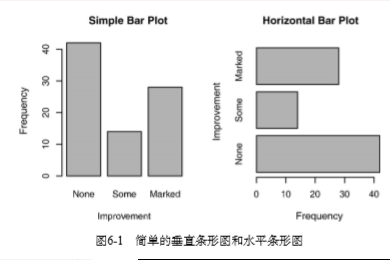 Simple Bar Plot
Frequency
0 10 20 30 40
None Some Marked
Improvement
Horizontal Bar Plot
Improvement
None Some Marked
0 10 20 30 40
Frequency
图6-1 简单的垂直条形图和水平条形图